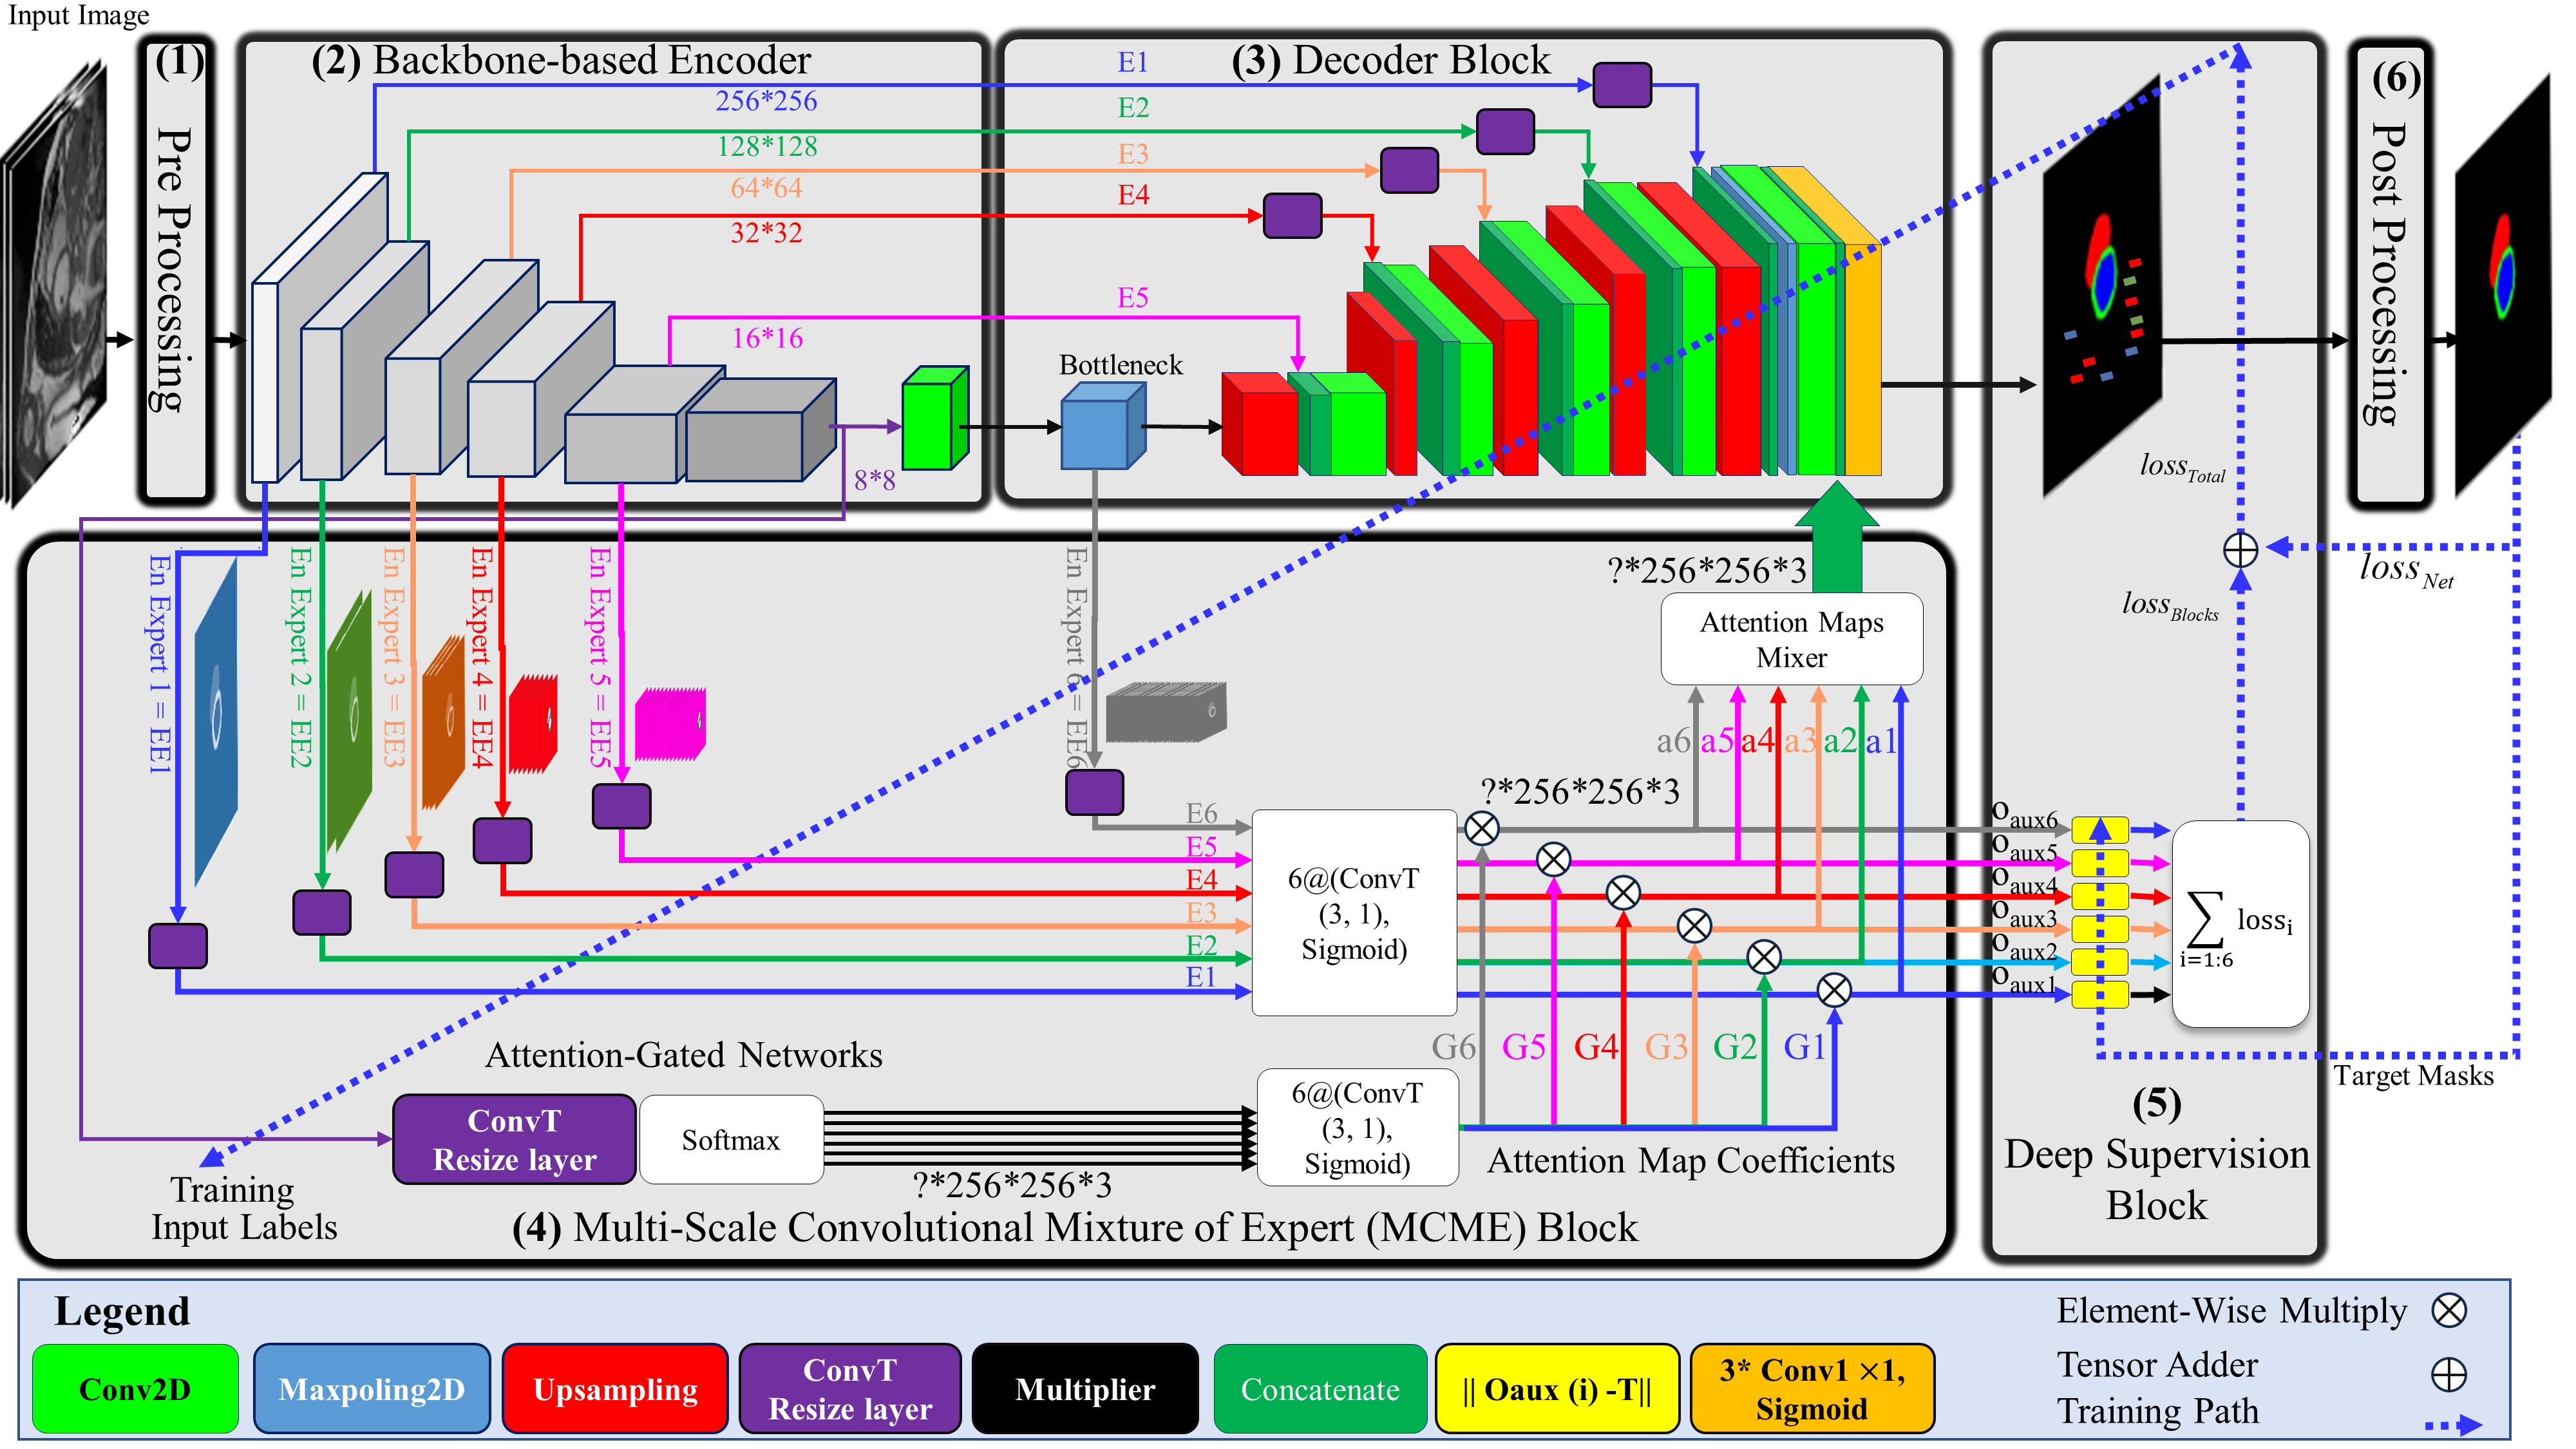 Input Image
(1)
Pre Processing
(2) Backbone-based Encoder
256*256
128*128
64*64
32*32
16*16
8*8
(3) Decoder Block
E1
E2
E3
E4
E5
Bottleneck
(6)
Post Processing
loss Total
loss Net
loss Blocks
En Expert 1 = EE1
En Expert 2 = EE2
En Expert 3 = EE3
En Expert 4 = EE4
En Expert 5 = EE5
En Expert 6 = EE6
?*256*256*3
Attention Maps
Mixer
a6 a5 a4 a3 a2 a1
?*256*256*3
E6
E5
E4
E3
E2
E1
6@(ConvT
(3, 1),
Sigmoid)
Oaux6
Oaux5
Oaux4
Oaux3
Oaux2
Oaux1
∑ lossi
i=1:6
G6 G5 G4 G3 G2 G1
Attention-Gated Networks
ConvT
Resize layer
Softmax
?*256*256*3
6@(ConvT
(3, 1),
Sigmoid)
Attention Map Coefficients
Training
Input Labels
(4) Multi-Scale Convolutional Mixture of Expert (MCME) Block
Target Masks
(5)
Deep Supervision
Block
Legend
Conv2D
Maxpoling2D
Upsampling
ConvT
Resize layer
Multiplier
Concatenate
|| Oaux (i) -T||
3* Conv1 ×1,
Sigmoid
Element-Wise Multiply
Tensor Adder
Training Path